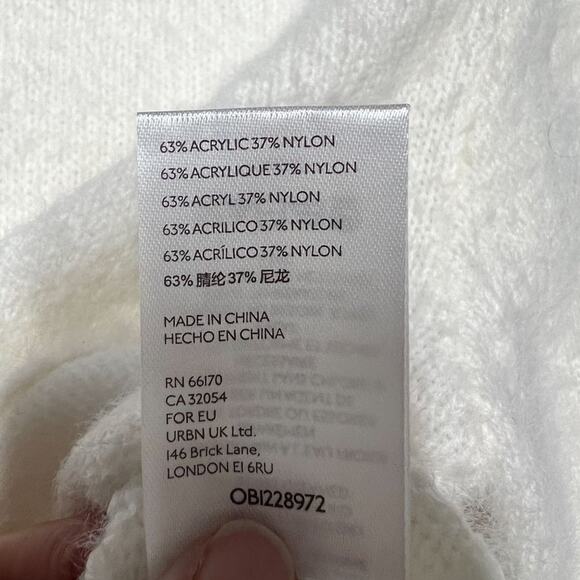 63% ACRYLIC 37% NYLON
63% ACRYLIQUE 37% NYLON
63% ACRYL 37% NYLON
63% ACRILICO 37% NYLON
63% ACRÍLICO 37% NYLON
63% 腈纶 37% 尼龙
MADE IN CHINA
HECHO EN CHINA
RN 66170
CA 32054
FOR EU
URBN UK Ltd.
146 Brick Lane,
LONDON E1 6RU
OB1228972